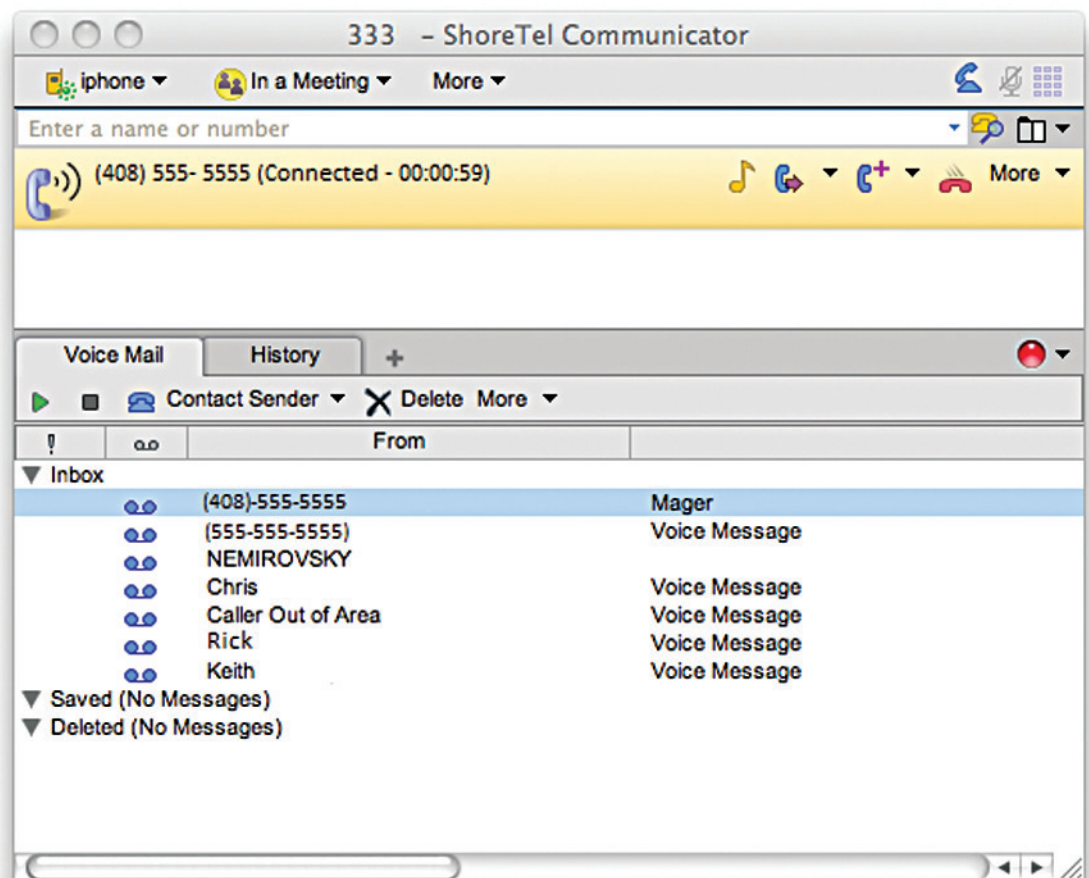 333 – ShoreTel Communicator
iphone In a Meeting More
Enter a name or number
(408) 555- 5555 (Connected - 00:00:59) More
Voice Mail History +
Contact Sender Delete More
From
Inbox
(408)-555-5555 Mager
(555-555-5555) Voice Message
NEMIROVSKY
Chris Voice Message
Caller Out of Area Voice Message
Rick Voice Message
Keith Voice Message
Saved (No Messages)
Deleted (No Messages)